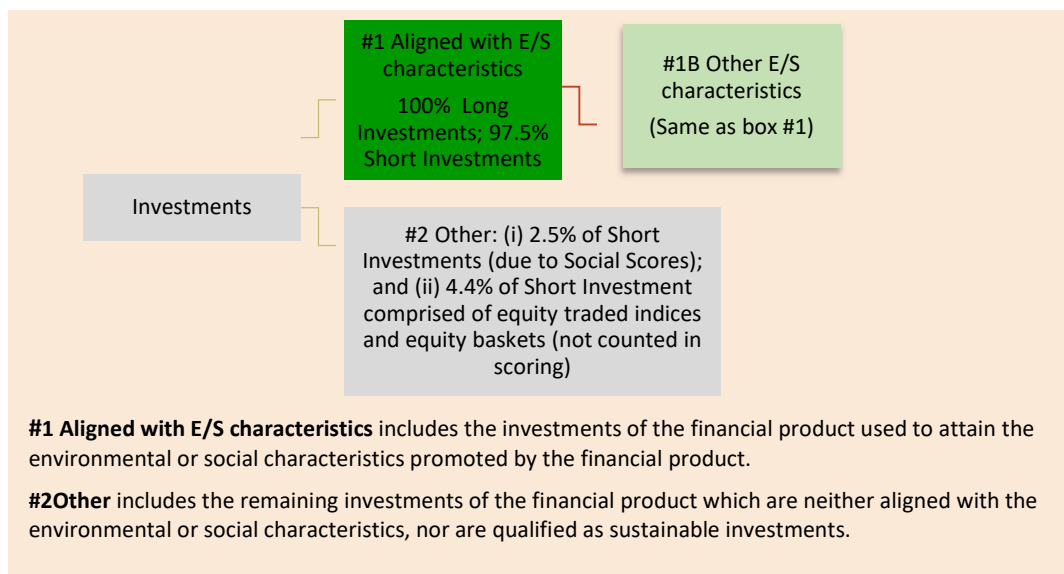 #1 Aligned with E/S
characteristics
100%  Long
Investments; 97.5%
Short Investments
#1B Other E/S
characteristics
(Same as box #1)
Investments
#2 Other: (i) 2.5% of Short
Investments (due to Social Scores);
and (ii) 4.4% of Short Investment
comprised of equity traded indices
and equity baskets (not counted in
scoring)
#1 Aligned with E/S characteristics includes the investments of the financial product used to attain the
environmental or social characteristics promoted by the financial product.
#2Other includes the remaining investments of the financial product which are neither aligned with the
environmental or social characteristics, nor are qualified as sustainable investments.